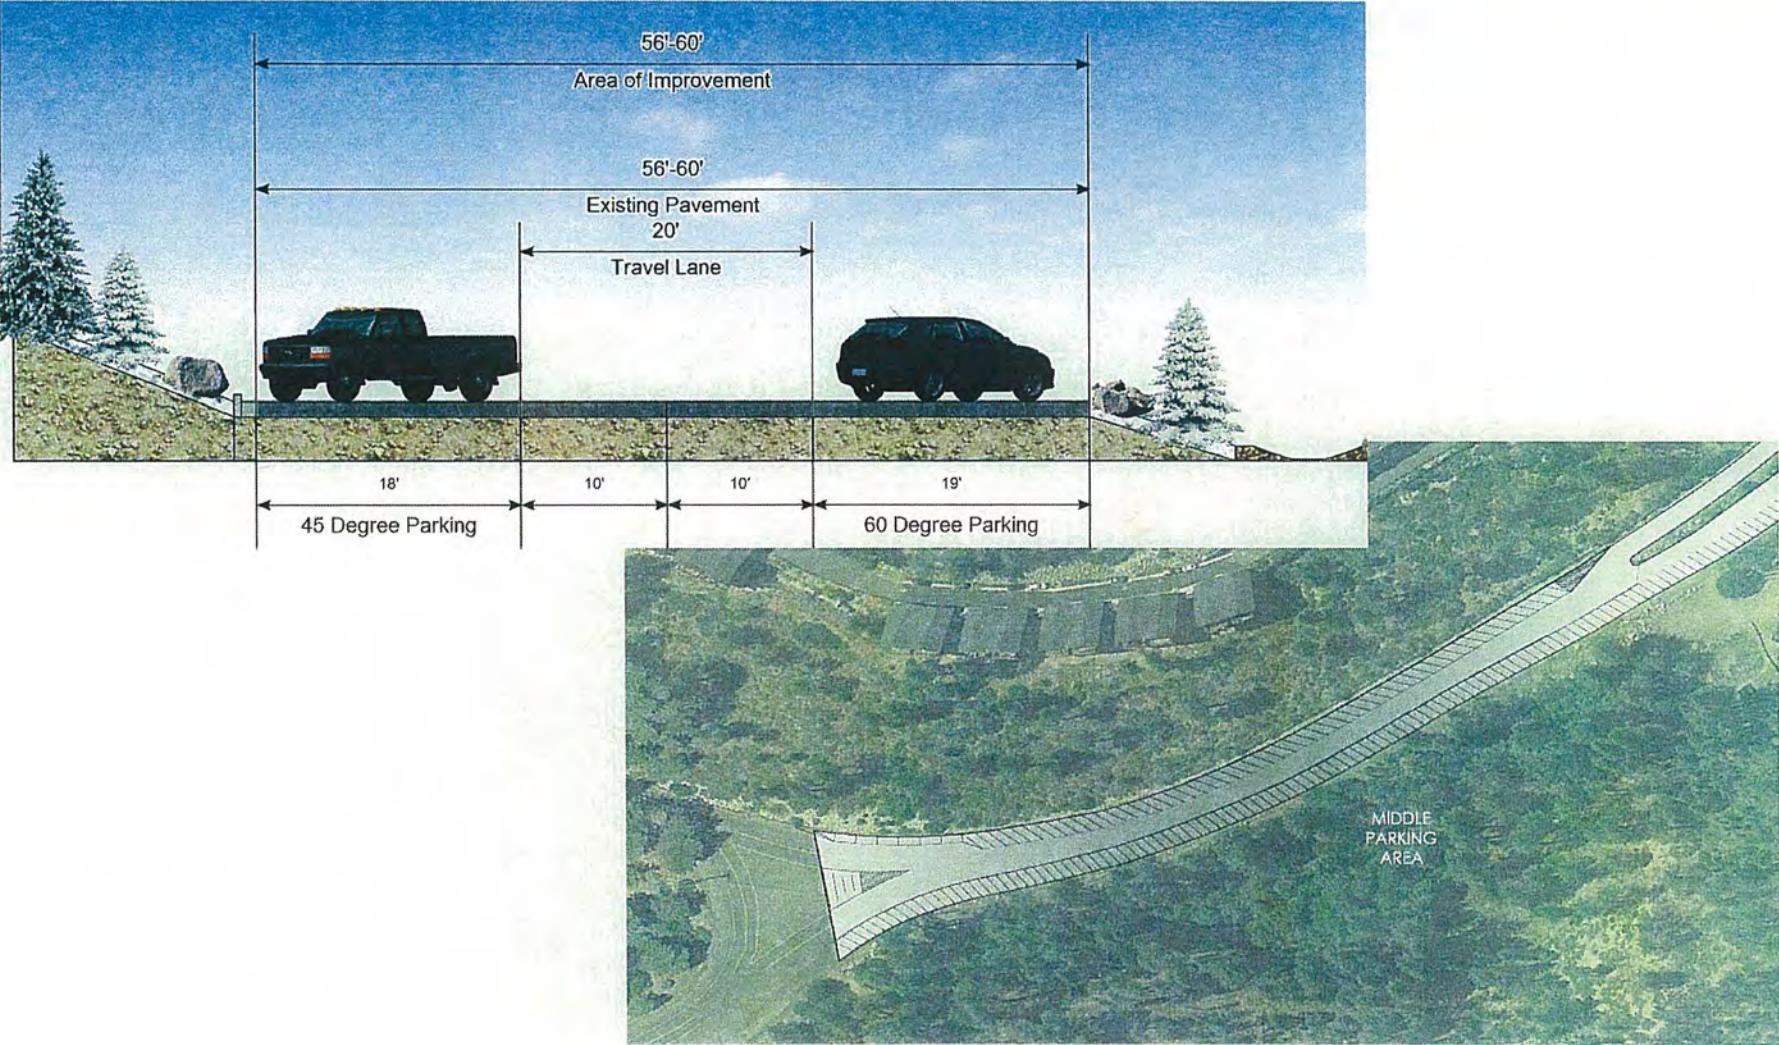 56'-60'
Area of Improvement
56'-60'
Existing Pavement
20'
Travel Lane
18' 10' 10' 19'
45 Degree Parking 60 Degree Parking
MIDDLE
PARKING
AREA